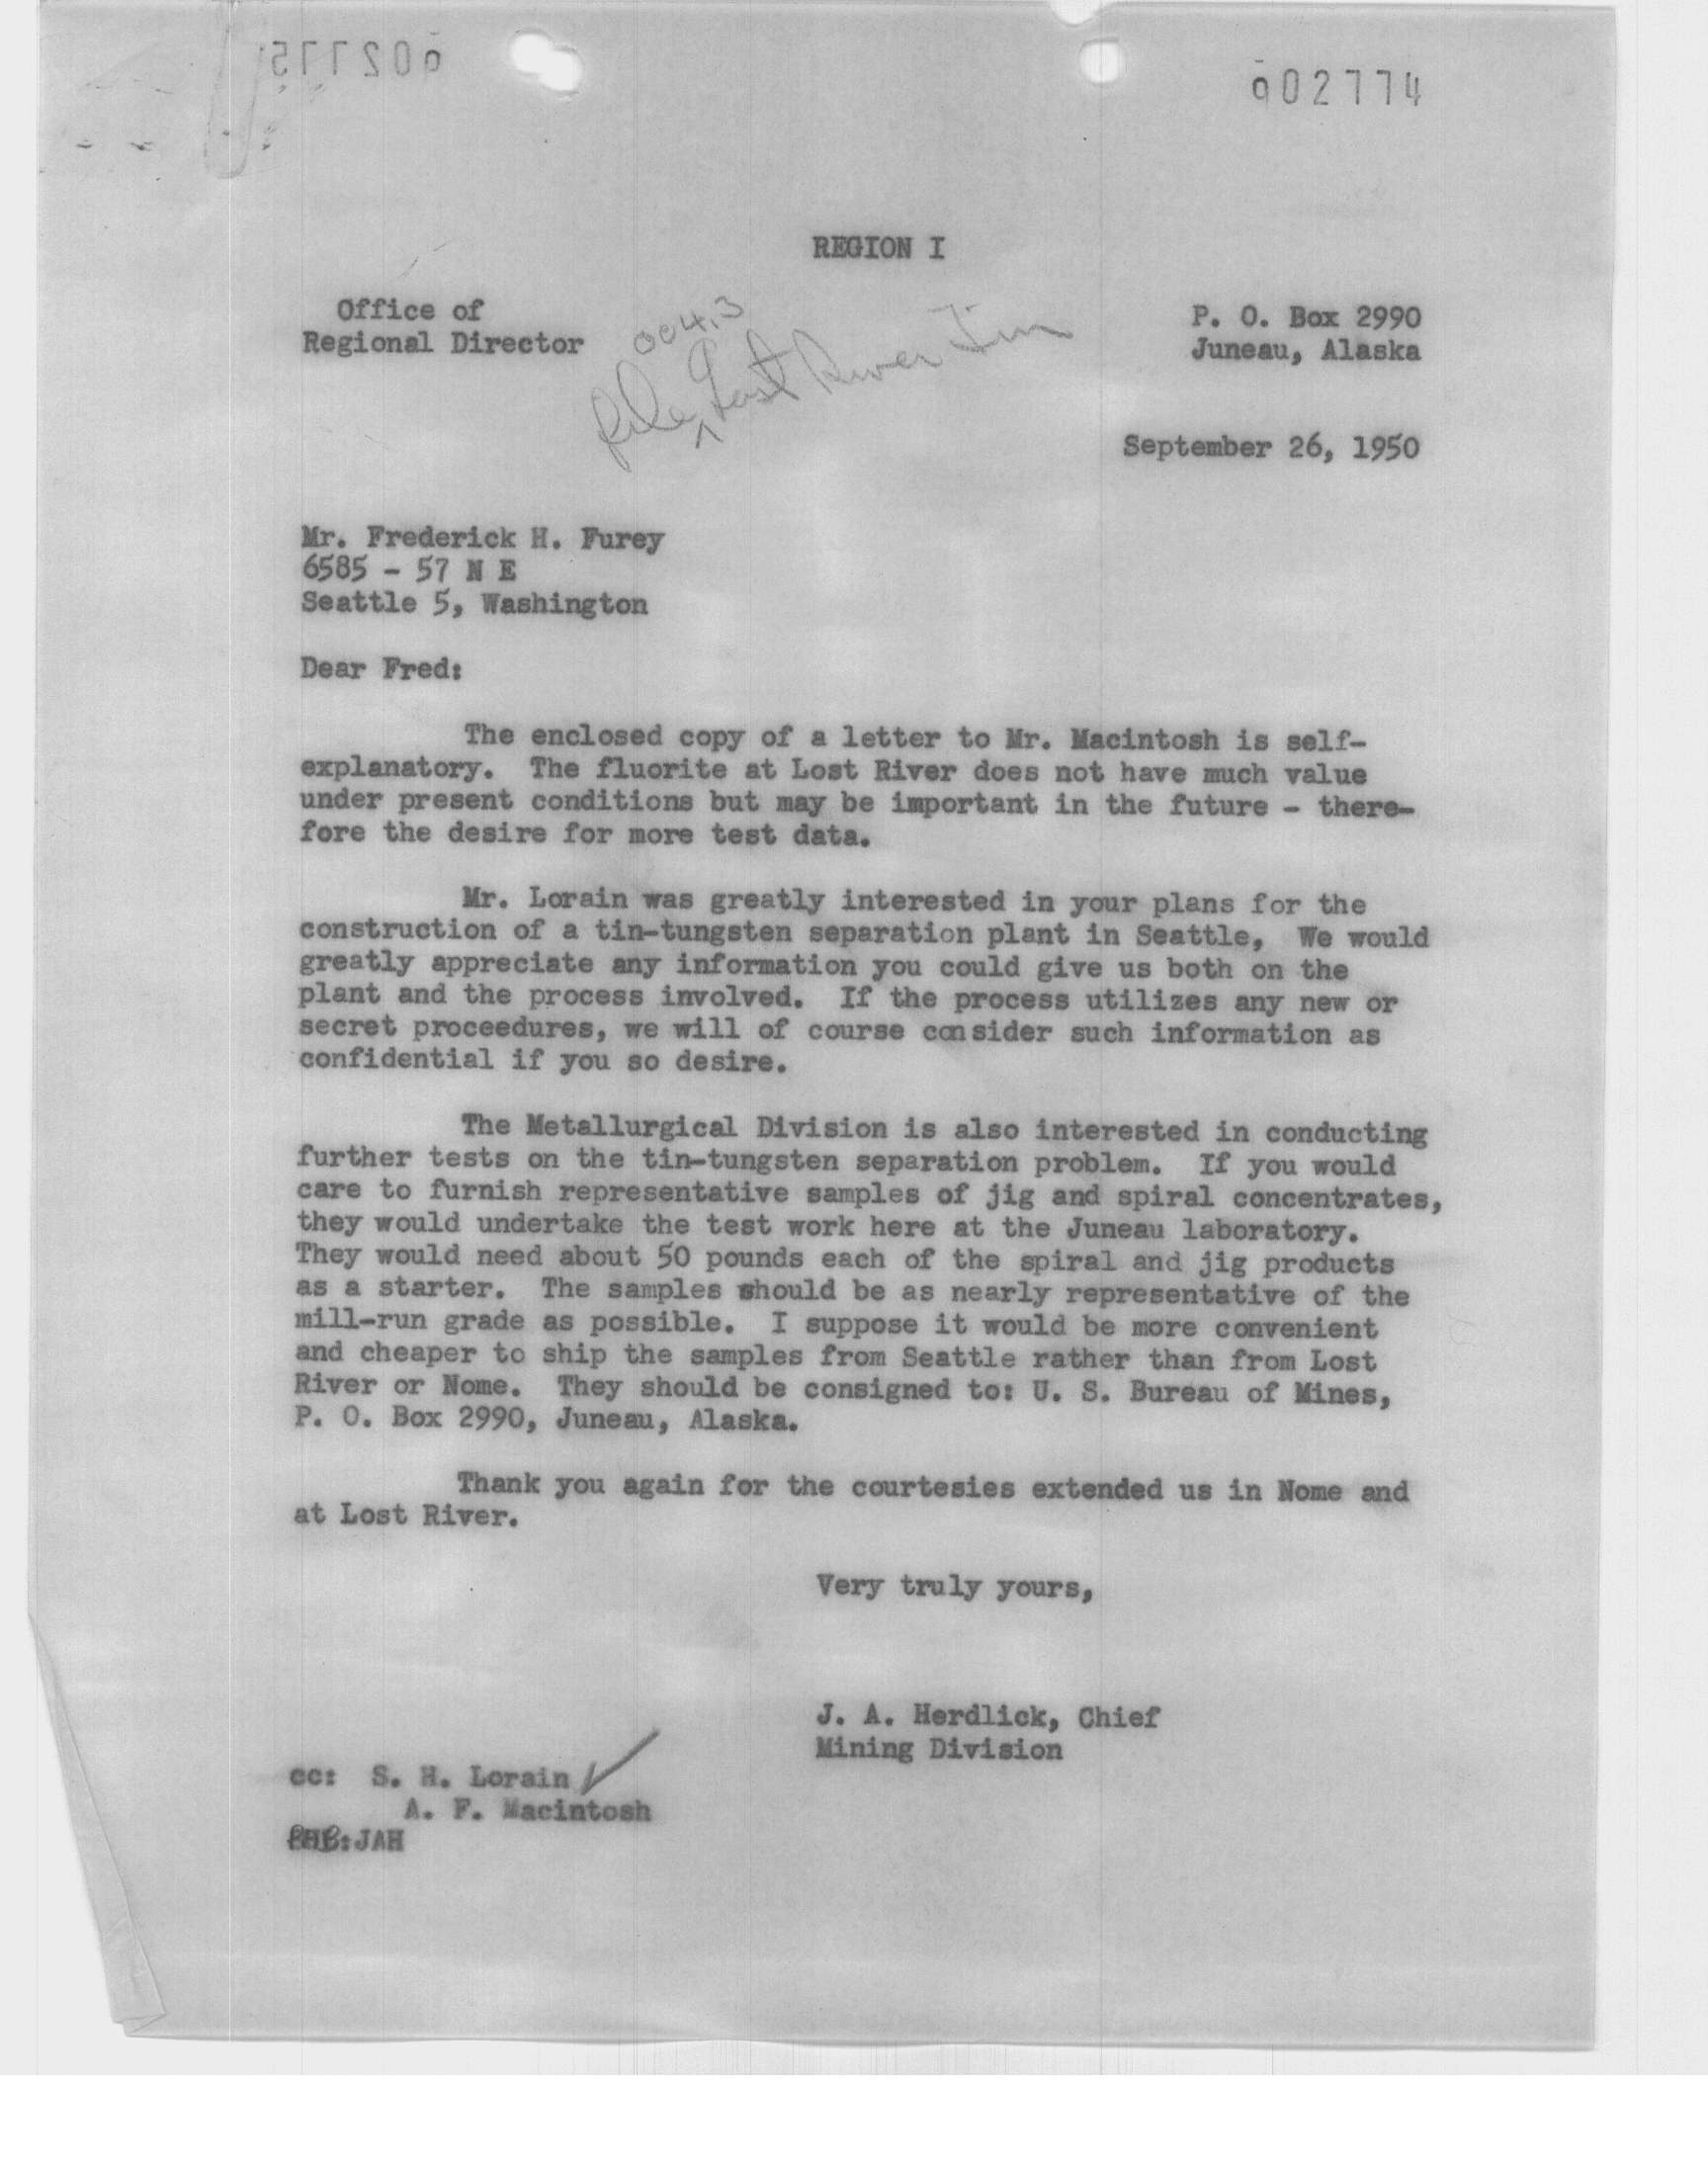 002775
002774
REGION I
Office of
Regional Director
P. O. Box 2990
Juneau, Alaska
004.3
file Lost River Tin
September 26, 1950
Mr. Frederick H. Furey
6585 - 57 N E
Seattle 5, Washington
Dear Fred:
The enclosed copy of a letter to Mr. Macintosh is self-
explanatory. The fluorite at Lost River does not have much value
under present conditions but may be important in the future - there-
fore the desire for more test data.
Mr. Lorain was greatly interested in your plans for the
construction of a tin-tungsten separation plant in Seattle, We would
greatly appreciate any information you could give us both on the
plant and the process involved. If the process utilizes any new or
secret proceedures, we will of course consider such information as
confidential if you so desire.
The Metallurgical Division is also interested in conducting
further tests on the tin-tungsten separation problem. If you would
care to furnish representative samples of jig and spiral concentrates,
they would undertake the test work here at the Juneau laboratory.
They would need about 50 pounds each of the spiral and jig products
as a starter. The samples should be as nearly representative of the
mill-run grade as possible. I suppose it would be more convenient
and cheaper to ship the samples from Seattle rather than from Lost
River or Nome. They should be consigned to: U. S. Bureau of Mines,
P. O. Box 2990, Juneau, Alaska.
Thank you again for the courtesies extended us in Nome and
at Lost River.
Very truly yours,
J. A. Herdlick, Chief
Mining Division
cc: S. H. Lorain
A. F. Macintosh
:JAH